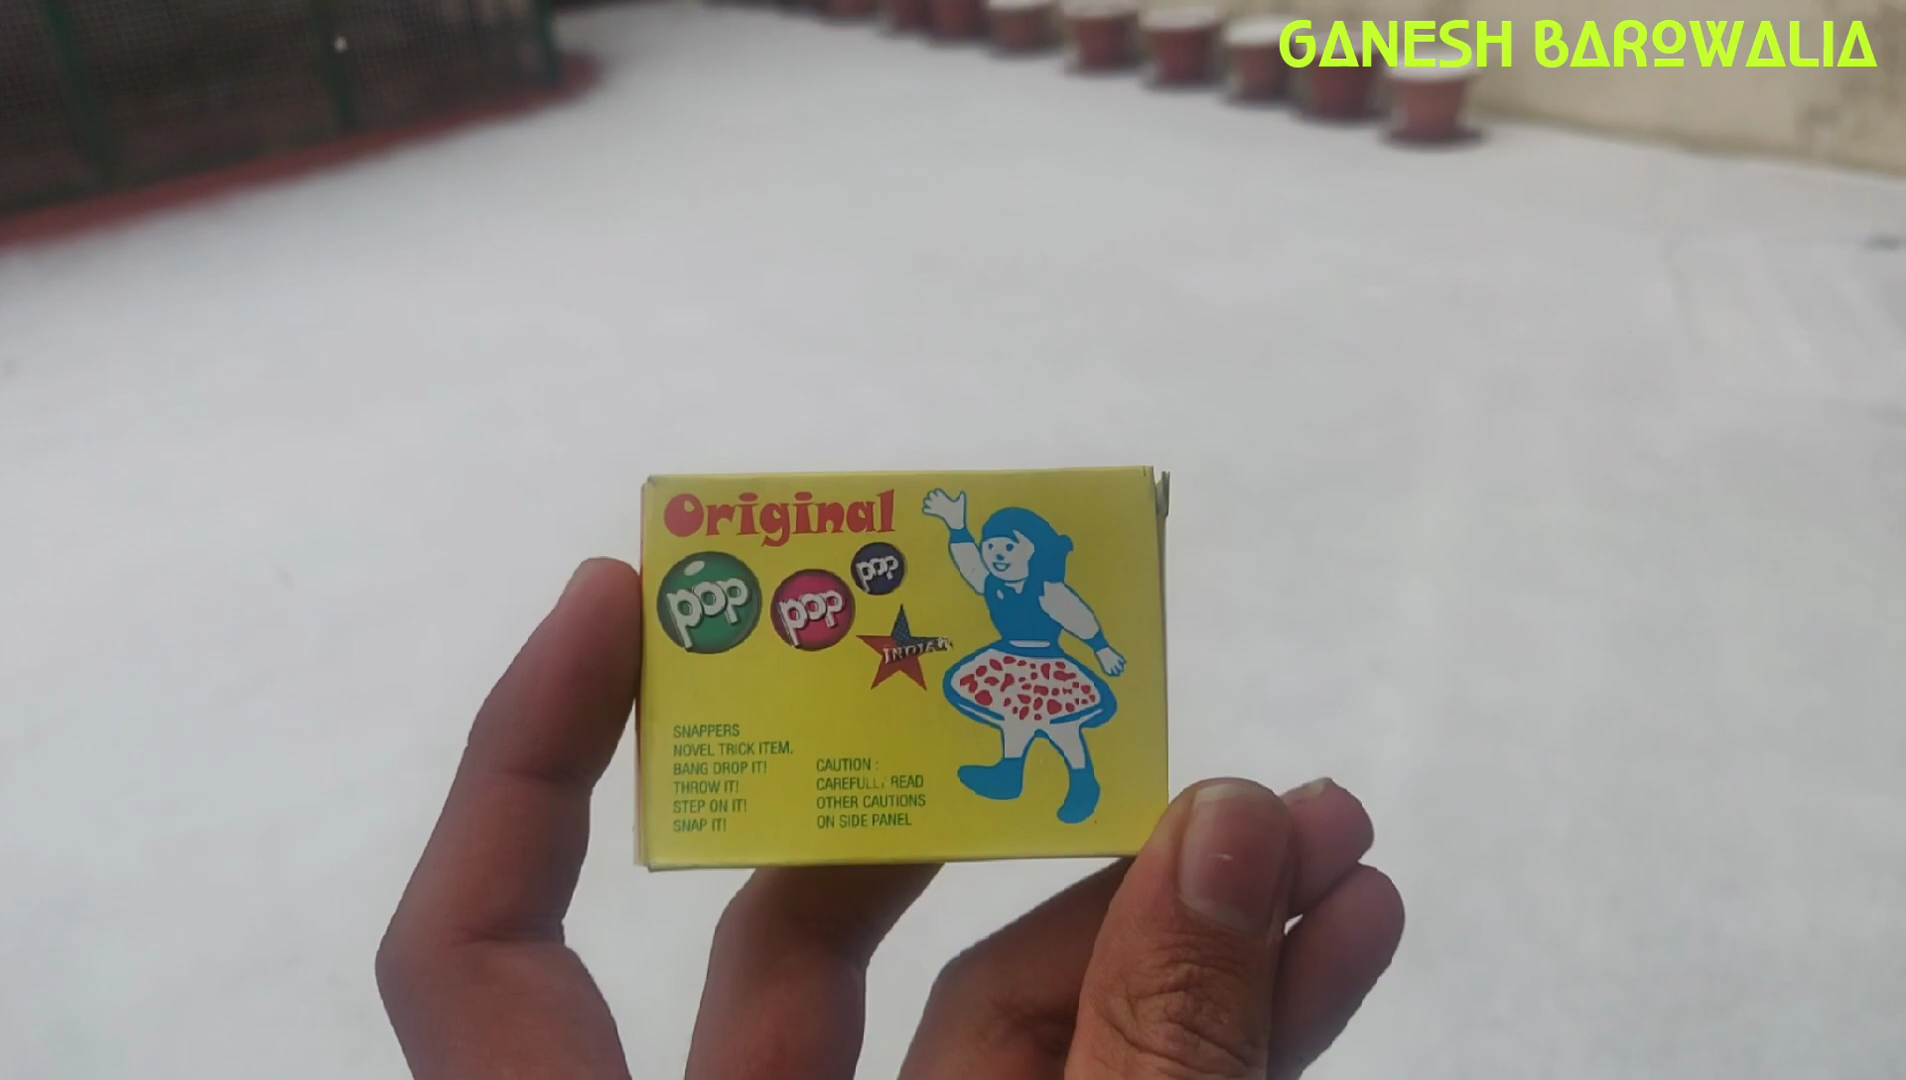 GANESH BAROWALIA
Original
pop
pop
pop
INDIAN
SNAPPERS
NOVEL TRICK ITEM.
BANG DROP IT!
THROW IT!
STEP ON IT!
SNAP IT!
CAUTION :
CAREFULLY READ
OTHER CAUTIONS
ON SIDE PANEL